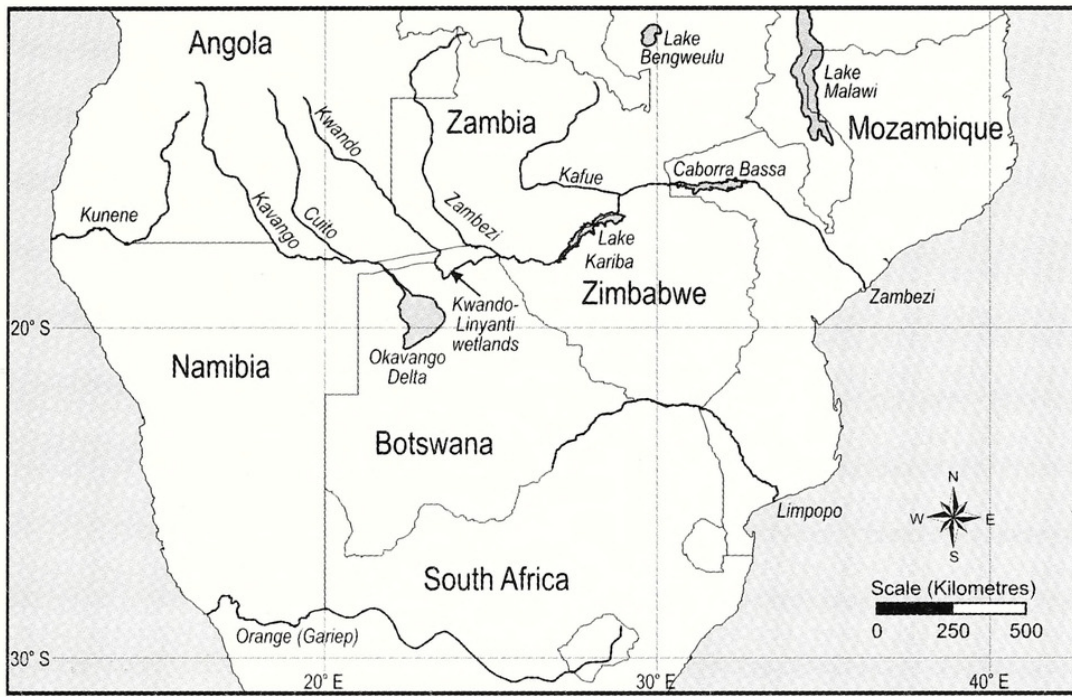 Angola
Zambia
Lake
Bengweulu
Lake
Malawi
Mozambique
Kwando
Kunene
Kavango
Cuito
Zambezi
Kafue
Caborra Bassa
Lake
Kariba
Zimbabwe
Zambezi
Kwando-
Linyanti
wetlands
20° S
Namibia
Okavango
Delta
Botswana
Limpopo
N
W
E
S
South Africa
Scale (Kilometres)
0 250 500
Orange (Gariep)
30° S
20° E
30° E
40° E